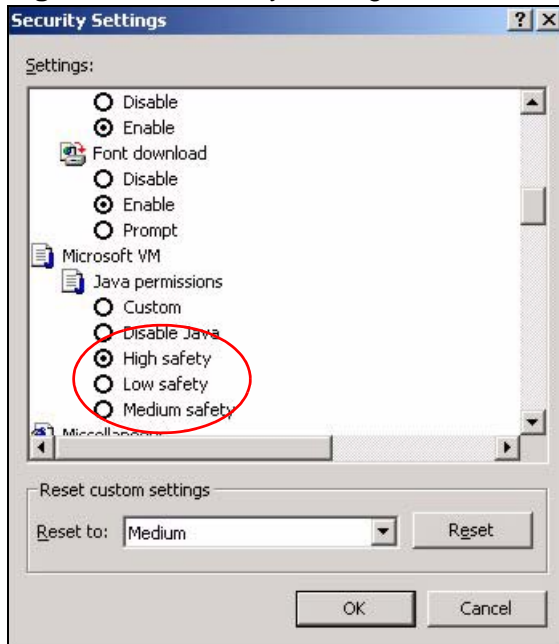 Security Settings
Settings:
Disable
Enable
Font download
Disable
Enable
Prompt
Microsoft VM
Java permissions
Custom
Disable Java
High safety
Low safety
Medium safety
Miscellaneous
Reset custom settings
Reset to: Medium Reset
OK Cancel